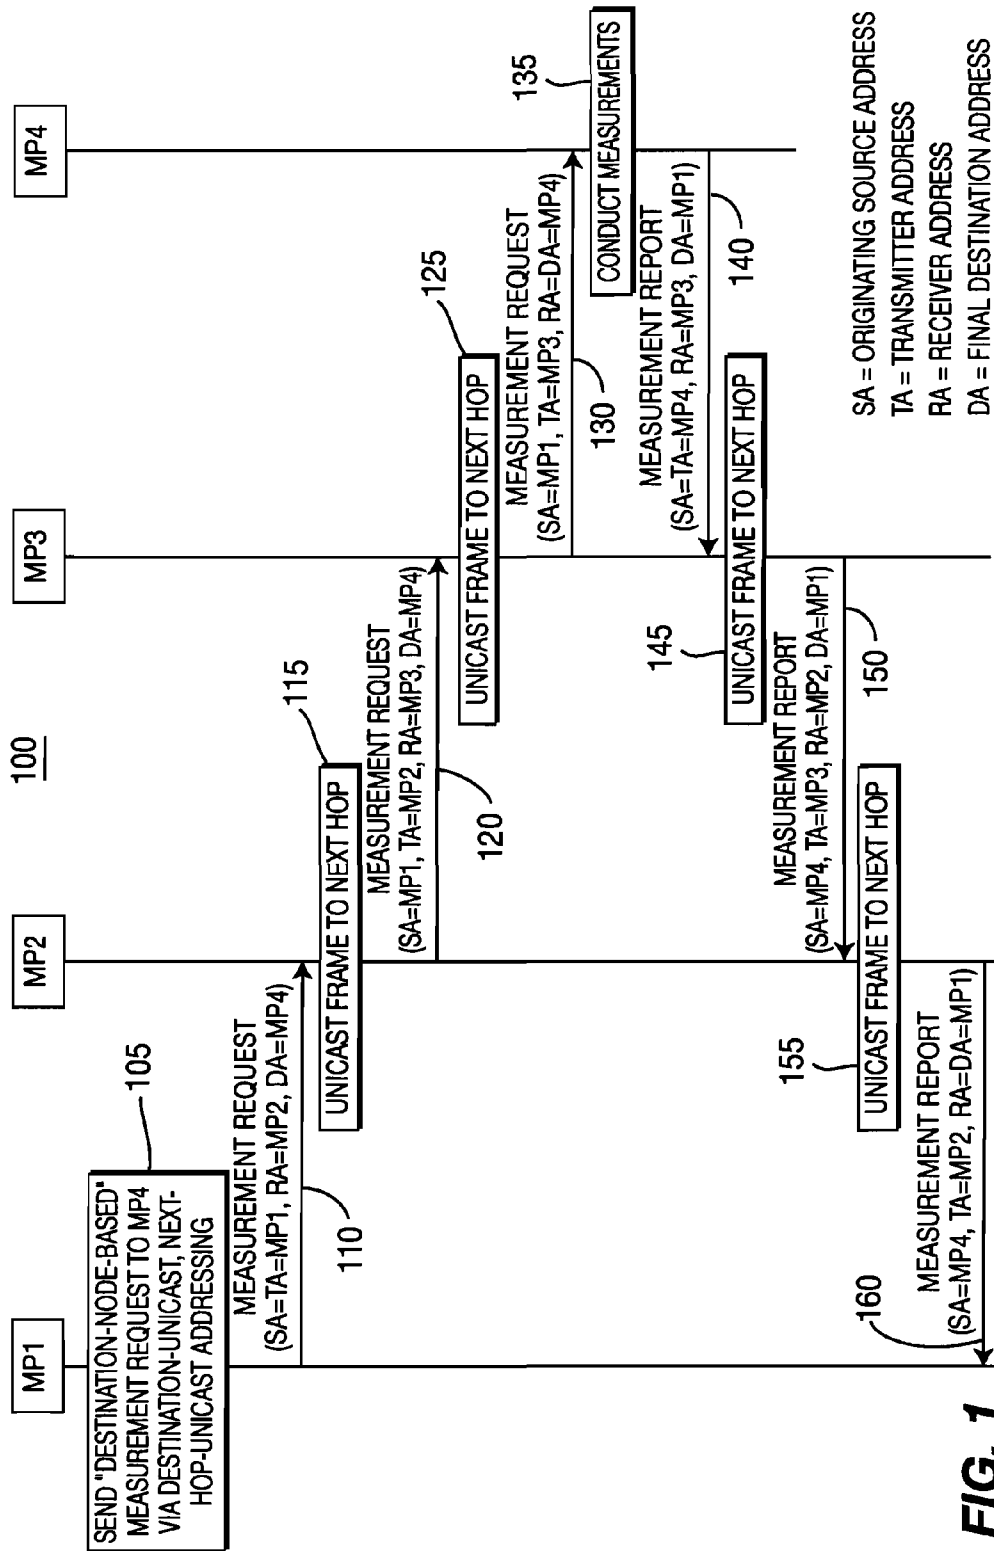 100
MP1
MP2
MP3
MP4
SEND "DESTINATION-NODE-BASED"
MEASUREMENT REQUEST TO MP4
VIA DESTINATION-UNICAST, NEXT-
HOP-UNICAST ADDRESSING
105
MEASUREMENT REQUEST
(SA=TA=MP1, RA=MP2, DA=MP4)
110
UNICAST FRAME TO NEXT HOP
115
MEASUREMENT REQUEST
(SA=MP1, TA=MP2, RA=MP3, DA=MP4)
120
UNICAST FRAME TO NEXT HOP
125
MEASUREMENT REQUEST
(SA=MP1, TA=MP3, RA=DA=MP4)
130
CONDUCT MEASUREMENTS
135
MEASUREMENT REPORT
(SA=TA=MP4, RA=MP3, DA=MP1)
140
UNICAST FRAME TO NEXT HOP
145
MEASUREMENT REPORT
(SA=MP4, TA=MP3, RA=MP2, DA=MP1)
150
UNICAST FRAME TO NEXT HOP
155
MEASUREMENT REPORT
(SA=MP4, TA=MP2, RA=DA=MP1)
160
SA = ORIGINATING SOURCE ADDRESS
TA = TRANSMITTER ADDRESS
RA = RECEIVER ADDRESS
DA = FINAL DESTINATION ADDRESS
FIG. 1